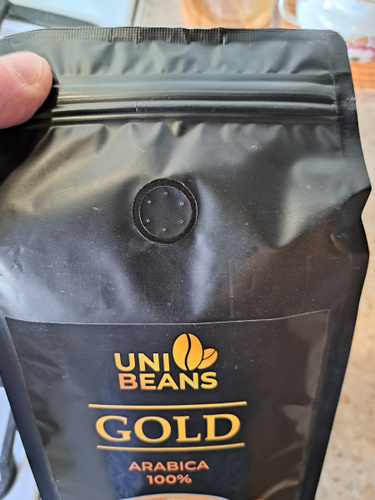 UNI
BEANS
GOLD
ARABICA
100%